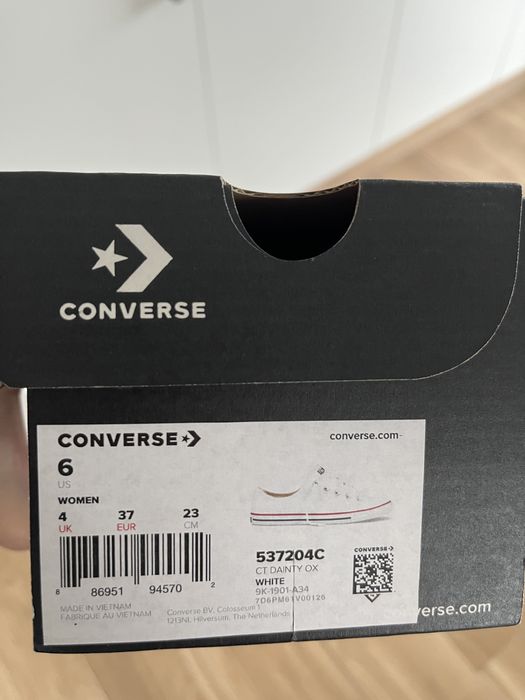 CONVERSE
CONVERSE
converse.com
6
US
WOMEN
4 37 23
UK EUR CM
8 86951 94570 2
537204C
CT DAINTY OX
WHITE
9K-1901-A34
7D6PM61V00126
CONVERSE
MADE IN VIETNAM
FABRIQUE AU VIETNAM
Converse BV, Colosseum 1
1213NL Hilversum, The Netherlands
verse.com